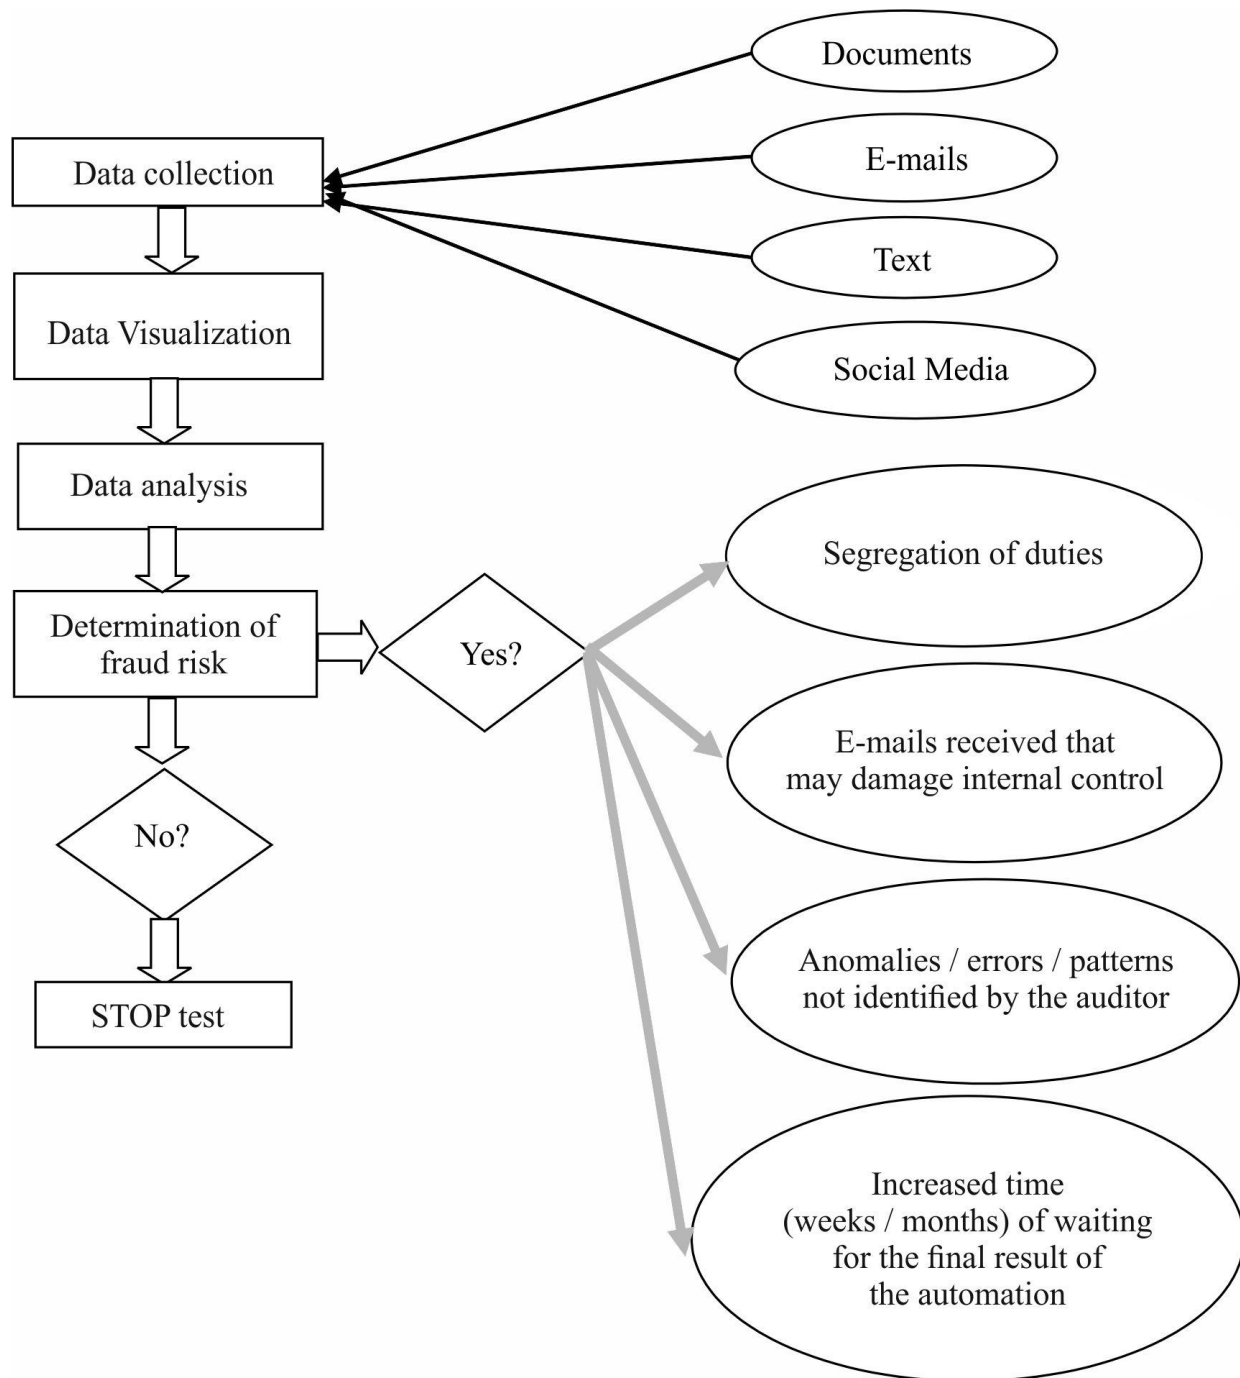 Documents
Data collection
E-mails
Text
Data Visualization
Social Media
Data analysis
Segregation of duties
Determination of
fraud risk
Yes?
E-mails received that
may damage internal control
No?
Anomalies / errors / patterns
not identified by the auditor
STOP test
Increased time
(weeks / months) of waiting
for the final result of
the automation